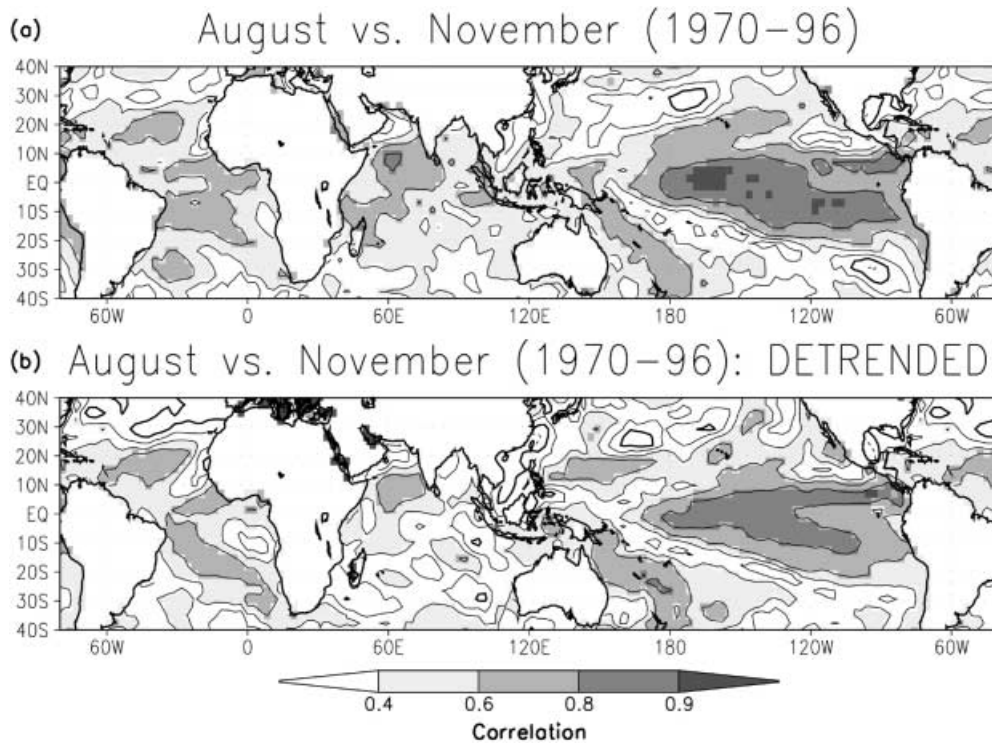 (a) August vs. November (1970-96)
40N
30N
20N
10N
EQ
10S
20S
30S
40S
60W 0 60E 120E 180 120W 60W
(b) August vs. November (1970-96): DETRENDED
40N
30N
20N
10N
EQ
10S
20S
30S
40S
60W 0 60E 120E 180 120W 60W
0.4 0.6 0.8 0.9
Correlation